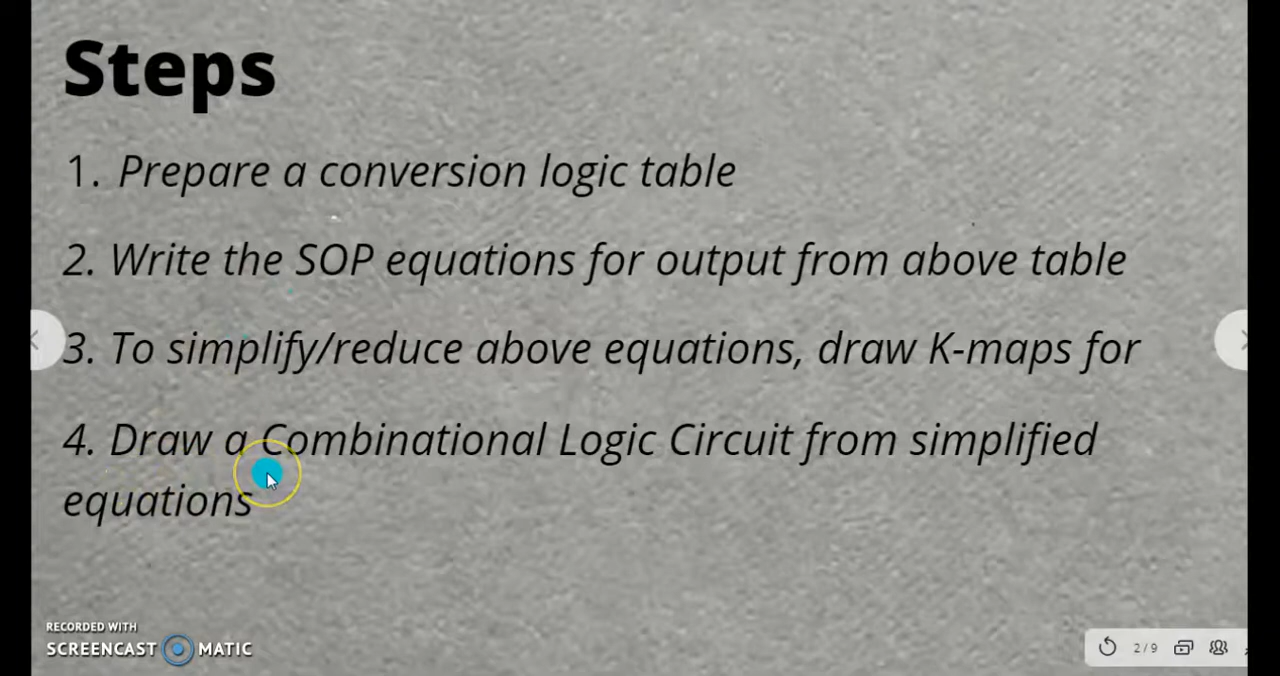 Steps
1. Prepare a conversion logic table
2. Write the SOP equations for output from above table
3. To simplify/reduce above equations, draw K-maps for
4. Draw a Combinational Logic Circuit from simplified
equations
RECORDED WITH
SCREENCAST MATIC
2/9